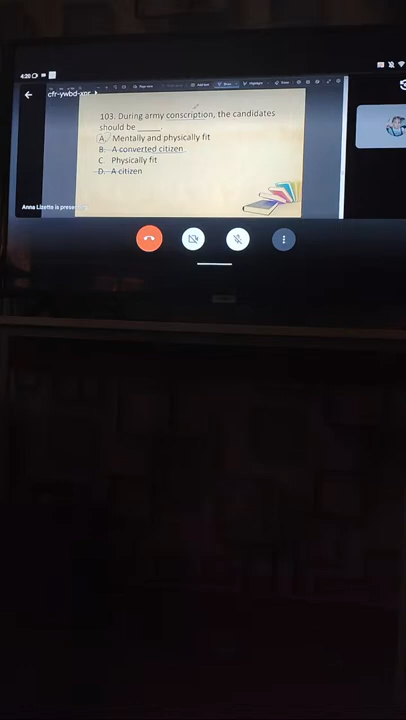 4:20
cfr-ywbd-xnr
103. During army conscription, the candidates
should be _____.
A. Mentally and physically fit
B. A converted citizen
C. Physically fit
D. A citizen
Anna Lizette is presenting